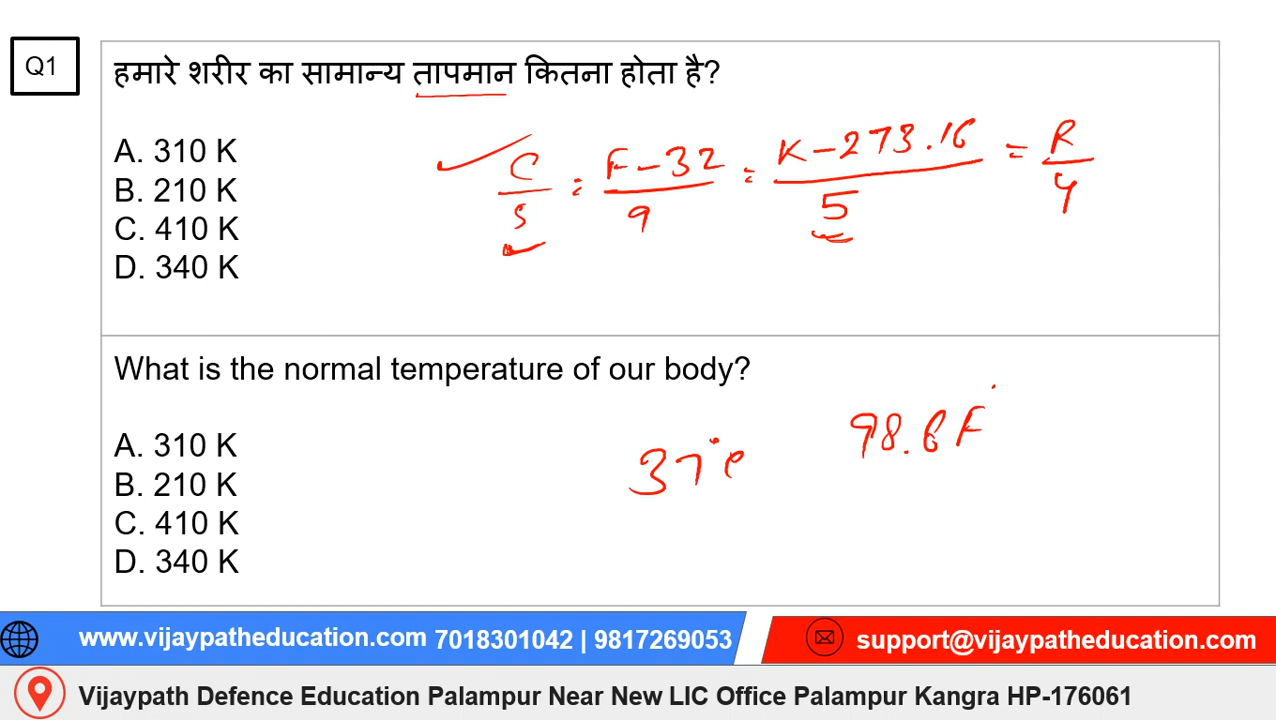 Q1
हमारे शरीर का सामान्य तापमान कितना होता है?
A. 310 K
B. 210 K
C. 410 K
D. 340 K
C/5 = F-32/9 = K-273.16/5 = R/4
What is the normal temperature of our body?
A. 310 K
B. 210 K
C. 410 K
D. 340 K
37°C 98.6 F
www.vijaypatheducation.com 7018301042 | 9817269053
support@vijaypatheducation.com
Vijaypath Defence Education Palampur Near New LIC Office Palampur Kangra HP-176061